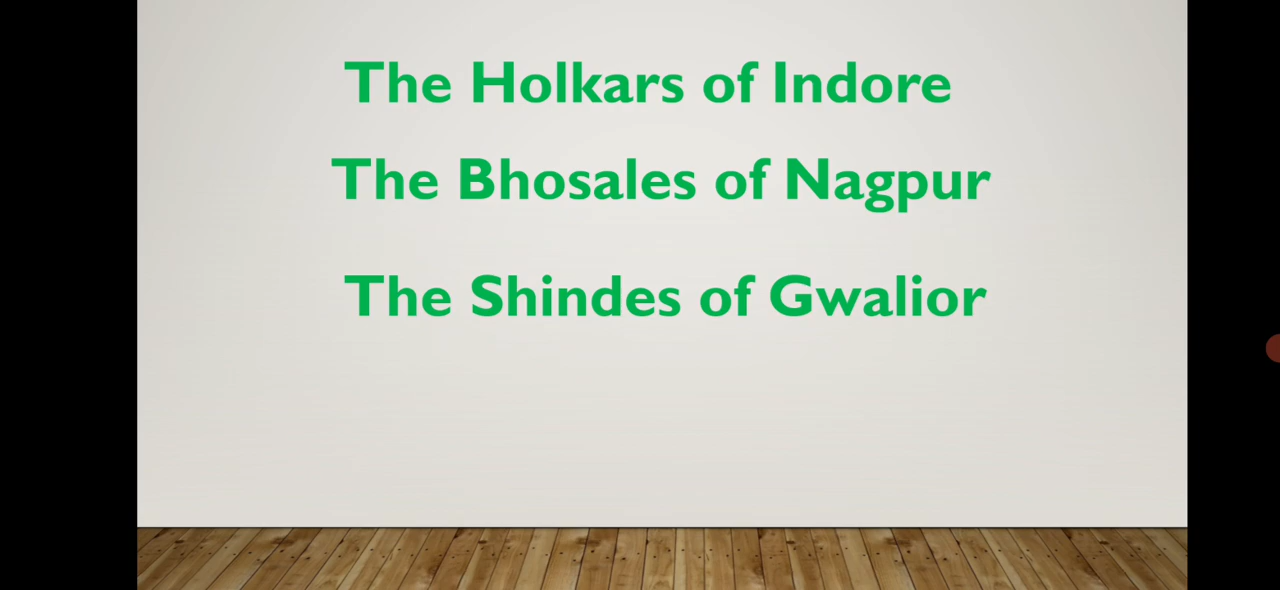 The Holkars of Indore
The Bhosales of Nagpur
The Shindes of Gwalior